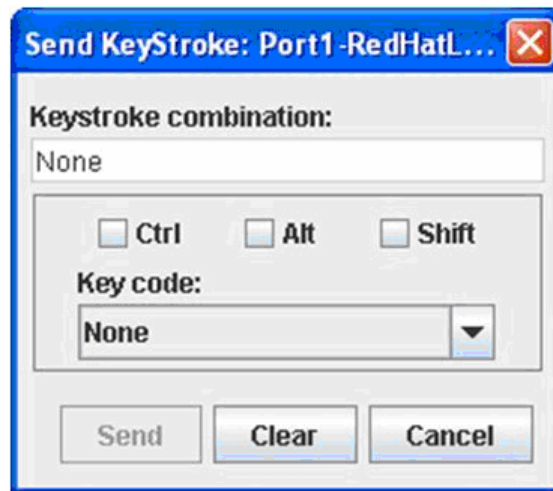 Send KeyStroke: Port1-RedHatL...
Keystroke combination:
None
Ctrl Alt Shift
Key code:
None
Send Clear Cancel